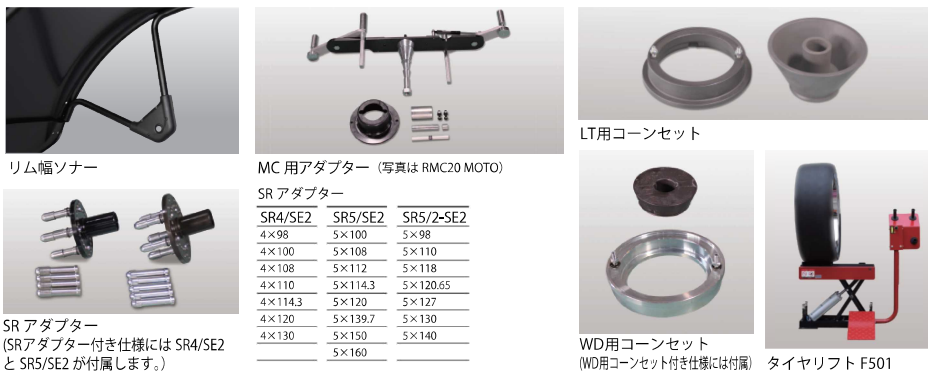 リム幅ソナー
MC 用アダプター（写真は RMC20 MOTO）
LT用コーンセット
SR アダプター
SR4/SE2 SR5/SE2 SR5/2-SE2
4×98 5×100 5×98
4×100 5×108 5×110
4×108 5×112 5×118
4×110 5×114.3 5×120.65
4×114.3 5×120 5×127
4×120 5×139.7 5×130
4×130 5×150 5×140
5×160
SR アダプター
(SRアダプター付き仕様には SR4/SE2
と SR5/SE2 が付属します。)
WD用コーンセット
(WD用コーンセット付き仕様には付属)
タイヤリフト F501